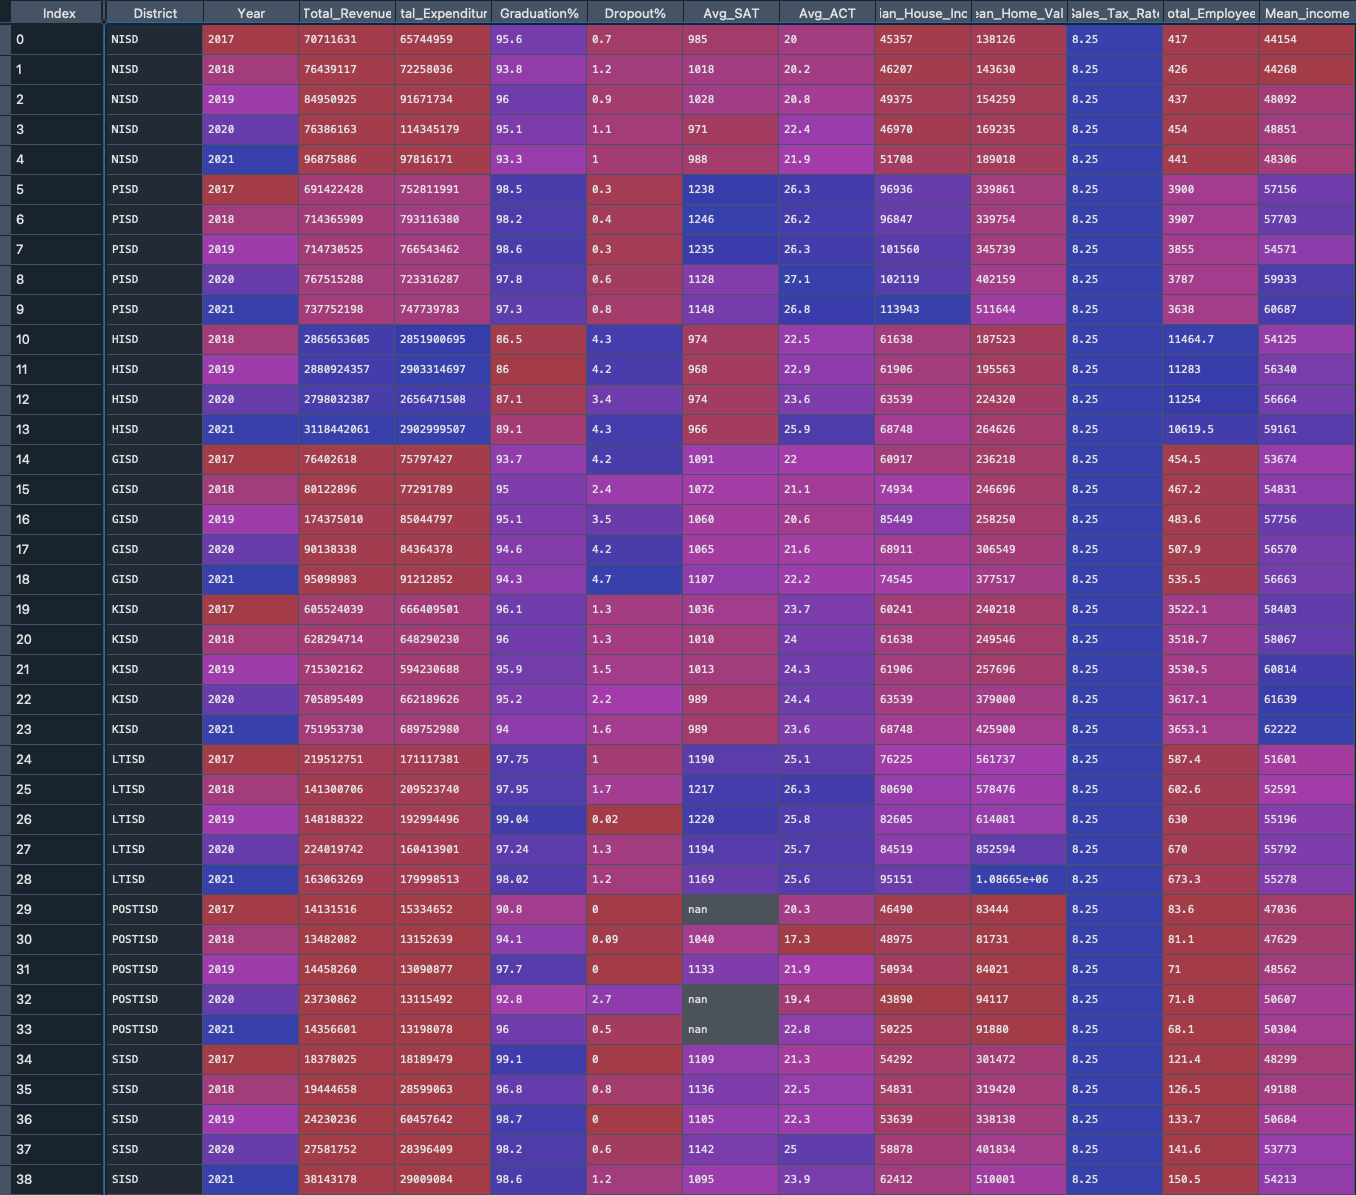 Index District Year Total_Revenue tal_Expenditur Graduation% Dropout% Avg_SAT Avg_ACT ian_House_Inc ean_Home_Val Sales_Tax_Rate otal_Employee Mean_income
0 NISD 2017 70711631 65744959 95.6 0.7 985 20 45357 138126 8.25 417 44154
1 NISD 2018 76439117 72258036 93.8 1.2 1018 20.2 46207 143630 8.25 426 44268
2 NISD 2019 84950925 91671734 96 0.9 1028 20.8 49375 154259 8.25 437 48092
3 NISD 2020 76386163 114345179 95.1 1.1 971 22.4 46970 169235 8.25 454 48851
4 NISD 2021 96875886 97816171 93.3 1 988 21.9 51708 189018 8.25 441 48306
5 PISD 2017 691422428 752811991 98.5 0.3 1238 26.3 96936 339861 8.25 3900 57156
6 PISD 2018 714365909 793116380 98.2 0.4 1246 26.2 96847 339754 8.25 3907 57703
7 PISD 2019 714730525 766543462 98.6 0.3 1235 26.3 101560 345739 8.25 3855 54571
8 PISD 2020 767515288 723316287 97.8 0.6 1128 27.1 102119 402159 8.25 3787 59933
9 PISD 2021 737752198 747739783 97.3 0.8 1148 26.8 113943 511644 8.25 3638 60687
10 HISD 2018 2865653605 2851900695 86.5 4.3 974 22.5 61638 187523 8.25 11464.7 54125
11 HISD 2019 2880924357 2903314697 86 4.2 968 22.9 61906 195563 8.25 11283 56340
12 HISD 2020 2798032387 2656471508 87.1 3.4 974 23.6 63539 224320 8.25 11254 56664
13 HISD 2021 3118442061 2902999507 89.1 4.3 966 25.9 68748 264626 8.25 10619.5 59161
14 GISD 2017 76402618 75797427 93.7 4.2 1091 22 60917 236218 8.25 454.5 53674
15 GISD 2018 80122896 77291789 95 2.4 1072 21.1 74934 246696 8.25 467.2 54831
16 GISD 2019 174375010 85044797 95.1 3.5 1060 20.6 85449 258250 8.25 483.6 57756
17 GISD 2020 90138338 84364378 94.6 4.2 1065 21.6 68911 306549 8.25 507.9 56570
18 GISD 2021 95098983 91212852 94.3 4.7 1107 22.2 74545 377517 8.25 535.5 56663
19 KISD 2017 605524039 666409501 96.1 1.3 1036 23.7 60241 240218 8.25 3522.1 58403
20 KISD 2018 628294714 648290230 96 1.3 1010 24 61638 249546 8.25 3518.7 58067
21 KISD 2019 715302162 594230688 95.9 1.5 1013 24.3 61906 257696 8.25 3530.5 60814
22 KISD 2020 705895409 662189626 95.2 2.2 989 24.4 63539 379000 8.25 3617.1 61639
23 KISD 2021 751953730 689752980 94 1.6 989 23.6 68748 425900 8.25 3653.1 62222
24 LTISD 2017 219512751 171117381 97.75 1 1190 25.1 76225 561737 8.25 587.4 51601
25 LTISD 2018 141300706 209523740 97.95 1.7 1217 26.3 80690 578476 8.25 602.6 52591
26 LTISD 2019 148188322 192994496 99.04 0.02 1220 25.8 82605 614081 8.25 630 55196
27 LTISD 2020 224019742 160413901 97.24 1.3 1194 25.7 84519 852594 8.25 670 55792
28 LTISD 2021 163063269 179998513 98.02 1.2 1169 25.6 95151 1.08665e+06 8.25 673.3 55278
29 POSTISD 2017 14131516 15334652 90.8 0 nan 20.3 46490 83444 8.25 83.6 47036
30 POSTISD 2018 13482082 13152639 94.1 0.09 1040 17.3 48975 81731 8.25 81.1 47629
31 POSTISD 2019 14458260 13090877 97.7 0 1133 21.9 50934 84021 8.25 71 48562
32 POSTISD 2020 23730862 13115492 92.8 2.7 nan 19.4 43890 94117 8.25 71.8 50607
33 POSTISD 2021 14356601 13198078 96 0.5 nan 22.8 50225 91880 8.25 68.1 50304
34 SISD 2017 18378025 18189479 99.1 0 1109 21.3 54292 301472 8.25 121.4 48299
35 SISD 2018 19444658 28599063 96.8 0.8 1136 22.5 54831 319420 8.25 126.5 49188
36 SISD 2019 24230236 60457642 98.7 0 1105 22.3 53639 338138 8.25 133.7 50684
37 SISD 2020 27581752 28396409 98.2 0.6 1142 25 58878 401834 8.25 141.6 53773
38 SISD 2021 38143178 29009084 98.6 1.2 1095 23.9 62412 510001 8.25 150.5 54213